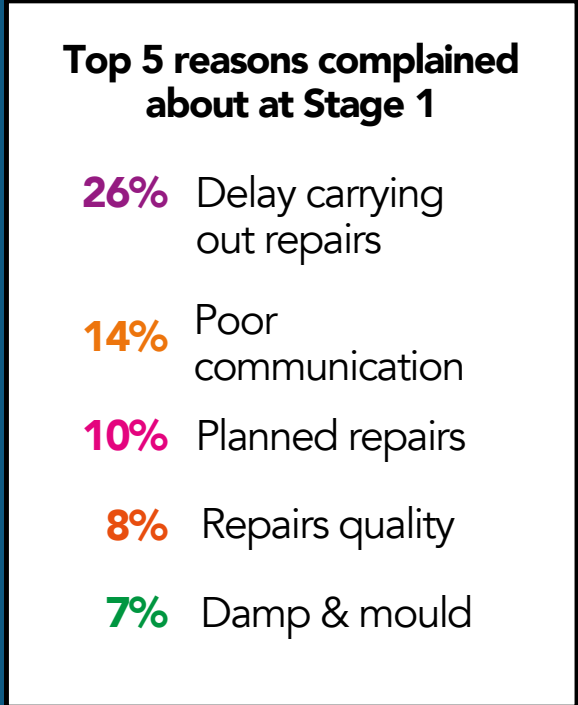 Top 5 reasons complained
about at Stage 1
26% Delay carrying
out repairs
14% Poor
communication
10% Planned repairs
8% Repairs quality
7% Damp & mould